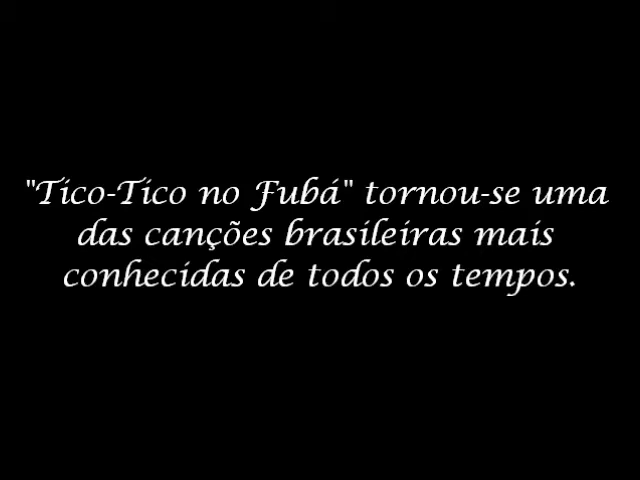 "Tico-Tico no Fubá" tornou-se uma
das canções brasileiras mais
conhecidas de todos os tempos.